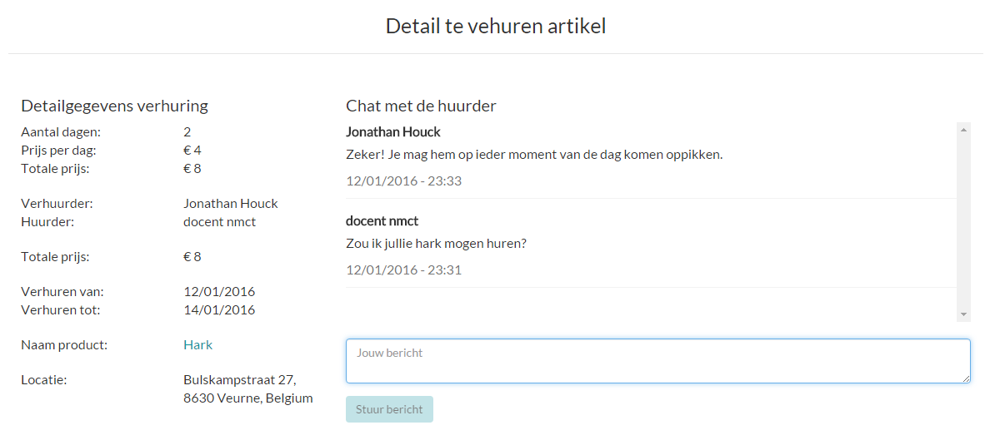 Detail te vehuren artikel
Detailgegevens verhuring
Aantal dagen: 2
Prijs per dag: € 4
Totale prijs: € 8
Verhuurder: Jonathan Houck
Huurder: docent nmct
Totale prijs: € 8
Verhuren van: 12/01/2016
Verhuren tot: 14/01/2016
Naam product: Hark
Locatie: Bulskampstraat 27,
8630 Veurne, Belgium
Chat met de huurder
Jonathan Houck
Zeker! Je mag hem op ieder moment van de dag komen oppikken.
12/01/2016 - 23:33
docent nmct
Zou ik jullie hark mogen huren?
12/01/2016 - 23:31
Jouw bericht
Stuur bericht